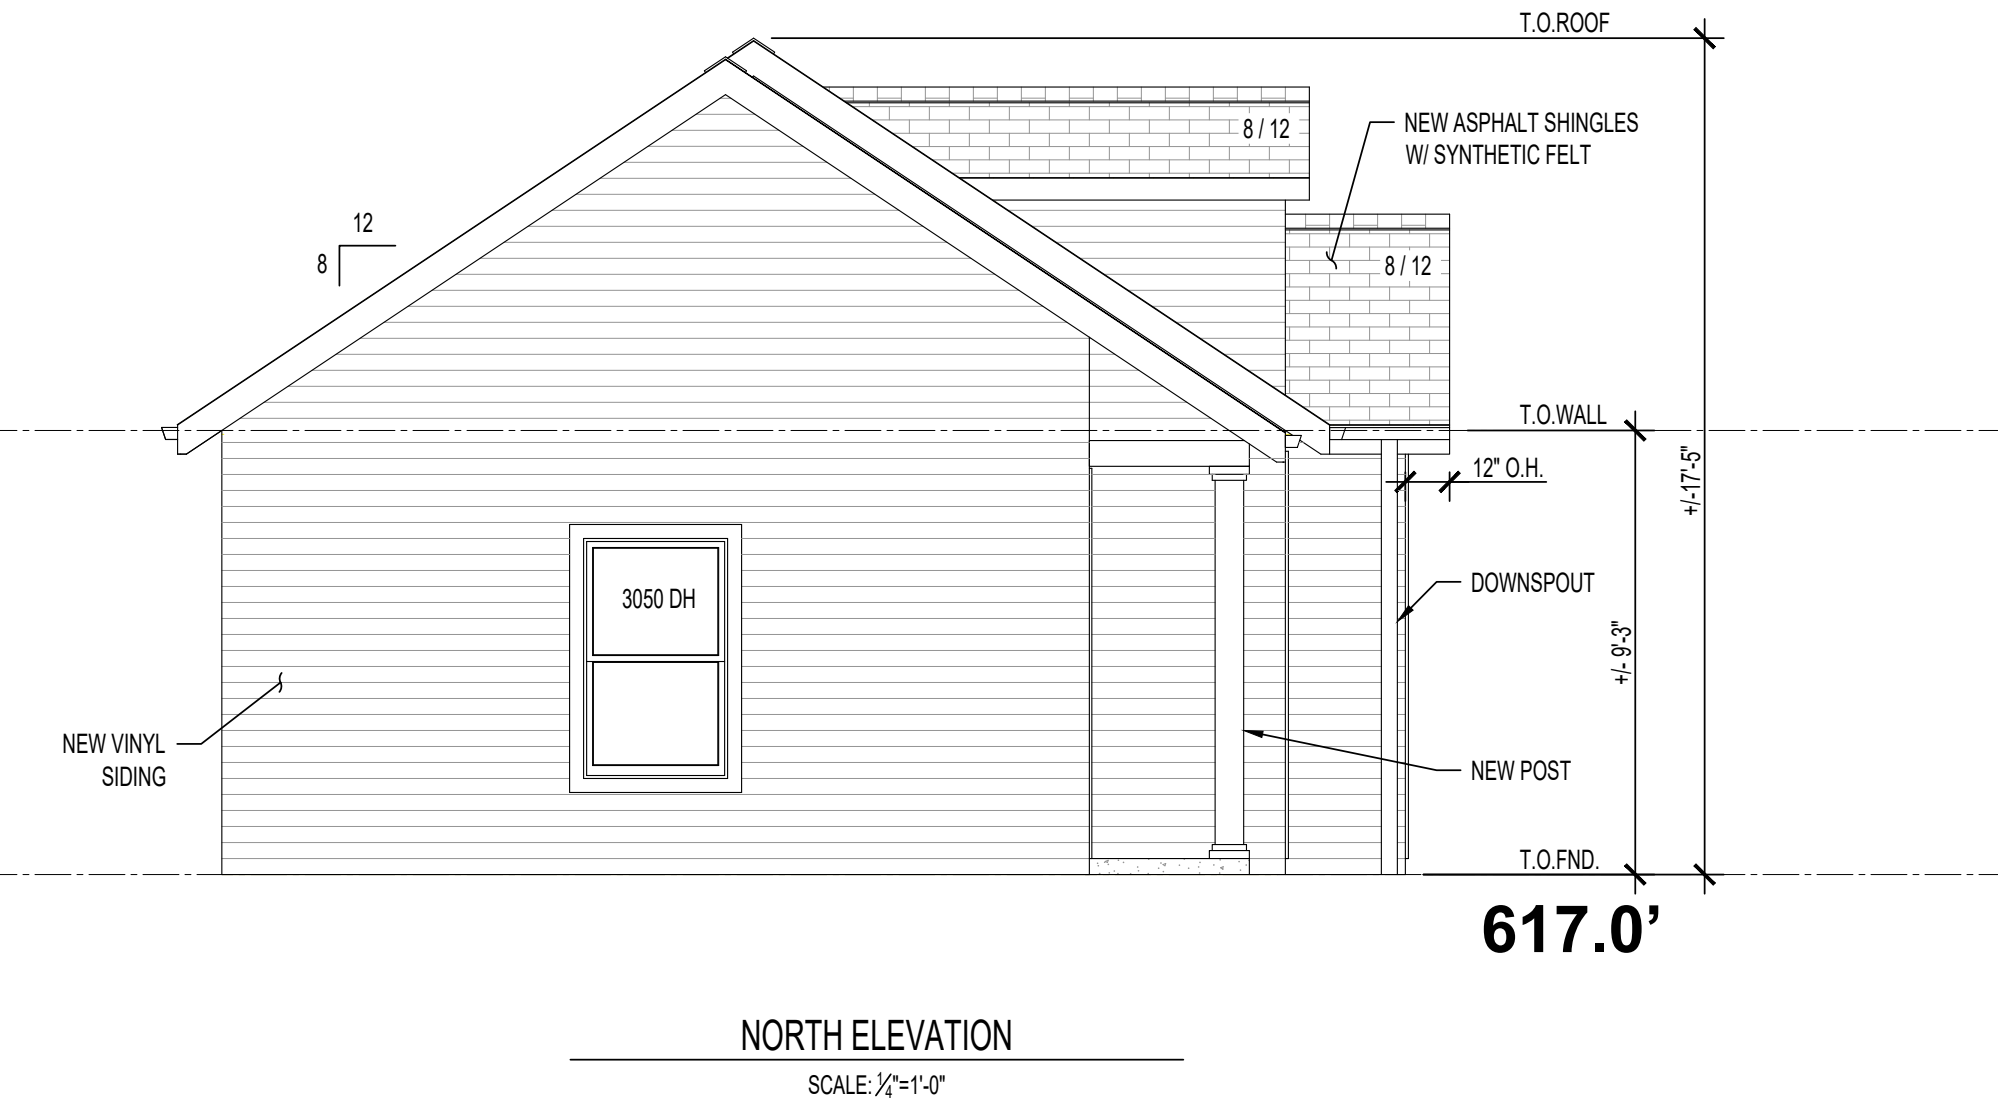 T.O.ROOF
8 / 12
NEW ASPHALT SHINGLES
W/ SYNTHETIC FELT
12
8
8 / 12
T.O.WALL
12" O.H.
+/-17'-5"
3050 DH
DOWNSPOUT
+/- 9'-3"
NEW VINYL
SIDING
NEW POST
T.O.FND.
617.0’
NORTH ELEVATION
SCALE: 1/4"=1'-0"